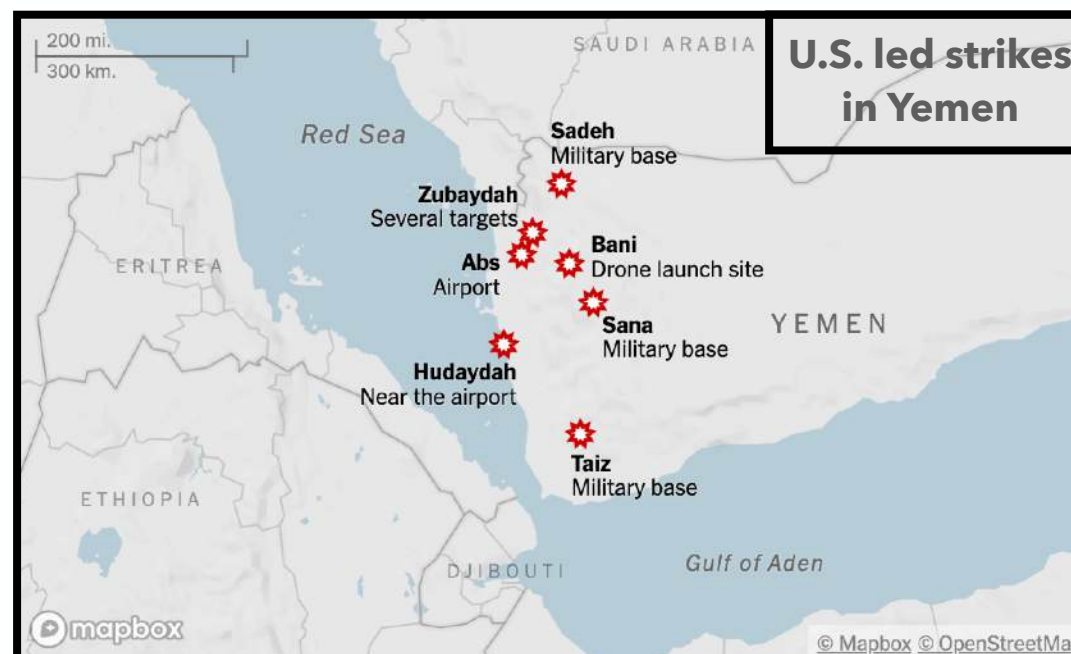 200 mi.
300 km.
SAUDI ARABIA
U.S. led strikes
in Yemen
Red Sea
Sadeh
Military base
Zubaydah
Several targets
Bani
Drone launch site
Abs
Airport
ERITREA
Sana
Military base
YEMEN
Hudaydah
Near the airport
Taiz
Military base
ETHIOPIA
Gulf of Aden
DJIBOUTI
mapbox
© Mapbox © OpenStreetMa